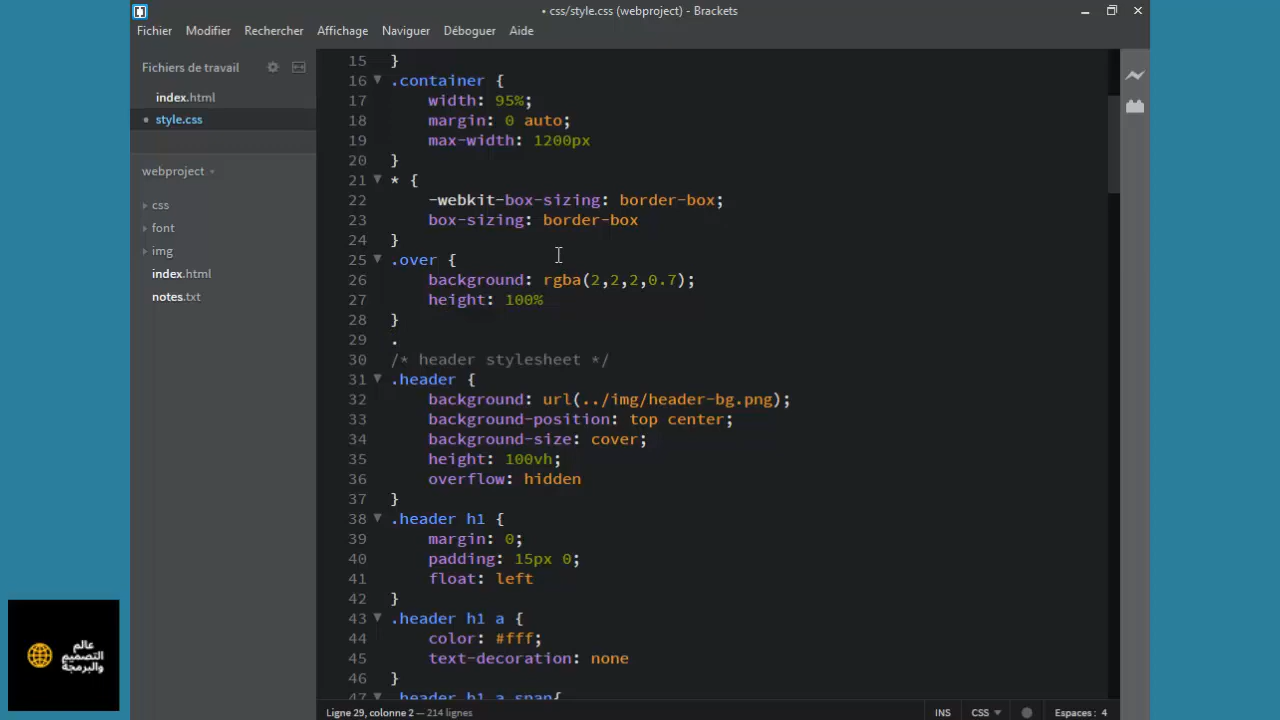 • css/style.css (webproject) - Brackets
Fichier Modifier Rechercher Affichage Naviguer Déboguer Aide
Fichiers de travail
index.html
• style.css
webproject
css
font
img
index.html
notes.txt
15 }
16 .container {
17 width: 95%;
18 margin: 0 auto;
19 max-width: 1200px
20 }
21 * {
22 -webkit-box-sizing: border-box;
23 box-sizing: border-box
24 }
25 .over {
26 background: rgba(2,2,2,0.7);
27 height: 100%
28 }
29 .
30 /* header stylesheet */
31 .header {
32 background: url(../img/header-bg.png);
33 background-position: top center;
34 background-size: cover;
35 height: 100vh;
36 overflow: hidden
37 }
38 .header h1 {
39 margin: 0;
40 padding: 15px 0;
41 float: left
42 }
43 .header h1 a {
44 color: #fff;
45 text-decoration: none
46 }
47 .header h1 a span{
Ligne 29, colonne 2 — 214 lignes
INS CSS Espaces: 4
عالم
التصميم
والبرمجة